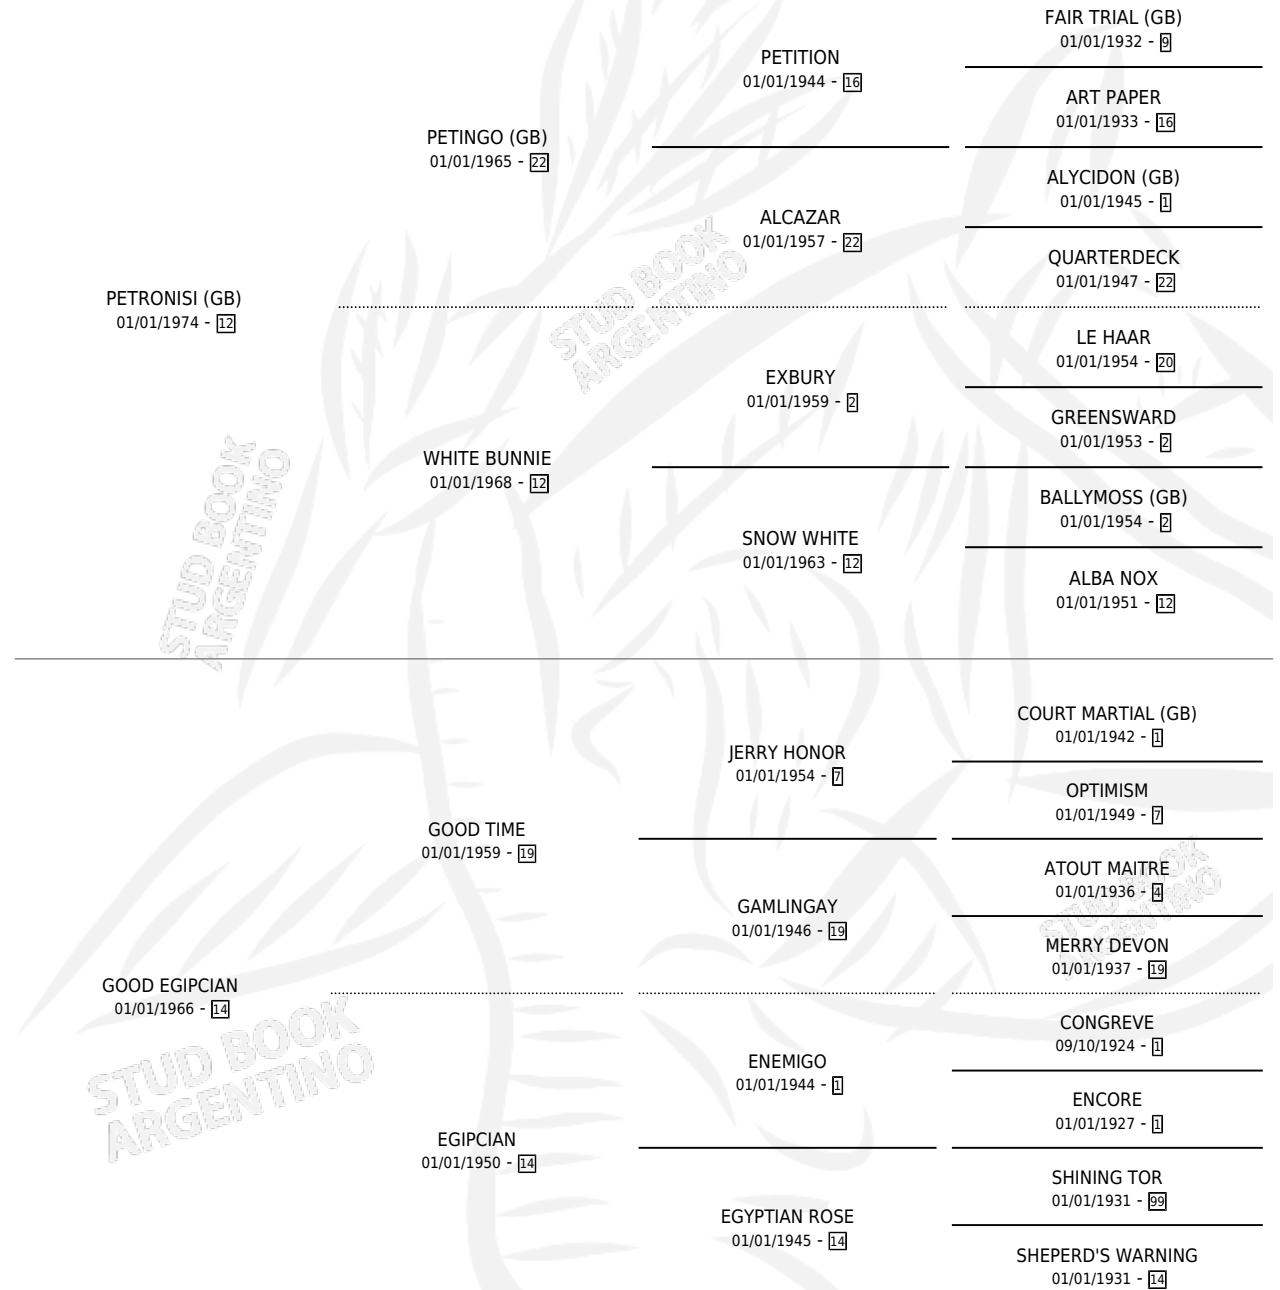 FAIR TRIAL (GB)
01/01/1932 - 9
PETITION
01/01/1944 - 16
ART PAPER
01/01/1933 - 16
PETINGO (GB)
01/01/1965 - 22
ALYCIDON (GB)
01/01/1945 - 1
ALCAZAR
01/01/1957 - 22
QUARTERDECK
01/01/1947 - 22
PETRONISI (GB)
01/01/1974 - 12
LE HAAR
01/01/1954 - 20
EXBURY
01/01/1959 - 2
GREENSWARD
01/01/1953 - 2
WHITE BUNNIE
01/01/1968 - 12
BALLYMOSS (GB)
01/01/1954 - 2
SNOW WHITE
01/01/1963 - 12
ALBA NOX
01/01/1951 - 12
STUD BOOK
ARGENTINO
STUD BOOK
ARGENTINO
COURT MARTIAL (GB)
01/01/1942 - 1
JERRY HONOR
01/01/1954 - 7
OPTIMISM
01/01/1949 - 7
GOOD TIME
01/01/1959 - 19
ATOUT MAITRE
01/01/1936 - 4
GAMLINGAY
01/01/1946 - 19
MERRY DEVON
01/01/1937 - 19
STUD BOOK
ARGENTINO
GOOD EGIPCIAN
01/01/1966 - 14
CONGREVE
09/10/1924 - 1
ENEMIGO
01/01/1944 - 1
ENCORE
01/01/1927 - 1
EGIPCIAN
01/01/1950 - 14
SHINING TOR
01/01/1931 - 99
EGYPTIAN ROSE
01/01/1945 - 14
SHEPERD'S WARNING
01/01/1931 - 14
STUD BOOK
ARGENTINO